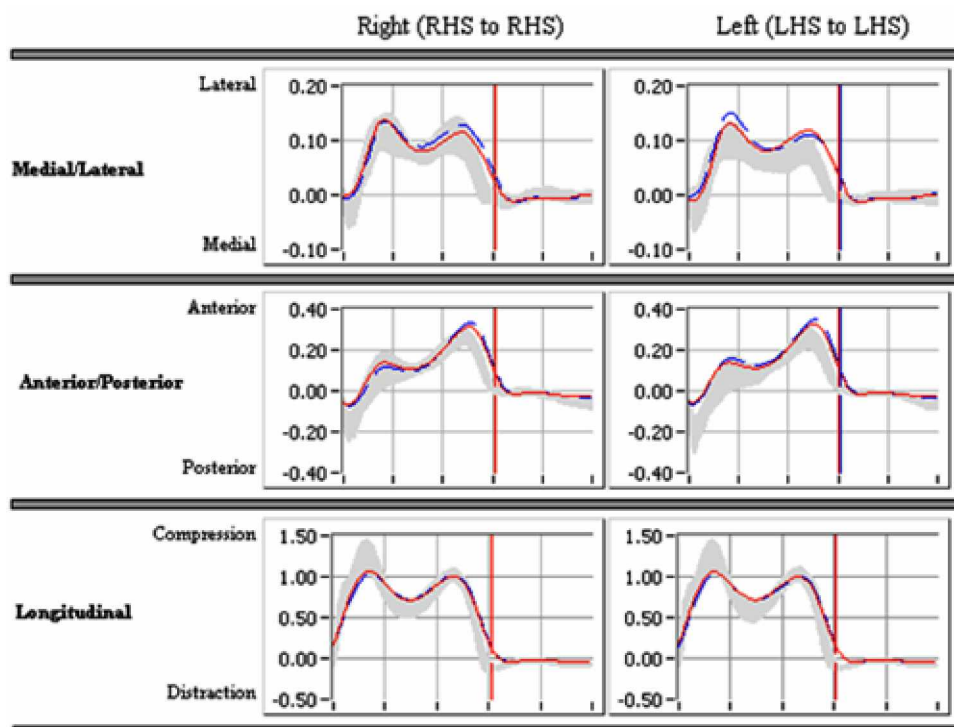 Right (RHS to RHS) Left (LHS to LHS)
Lateral
0.20 0.20
0.10 0.10
Medial/Lateral
0.00 0.00
Medial
-0.10 -0.10
Anterior
0.40 0.40
0.20 0.20
Anterior/Posterior
0.00 0.00
-0.20 -0.20
Posterior
-0.40 -0.40
Compression
1.50 1.50
1.00 1.00
Longitudinal
0.50 0.50
0.00 0.00
Distraction
-0.50 -0.50